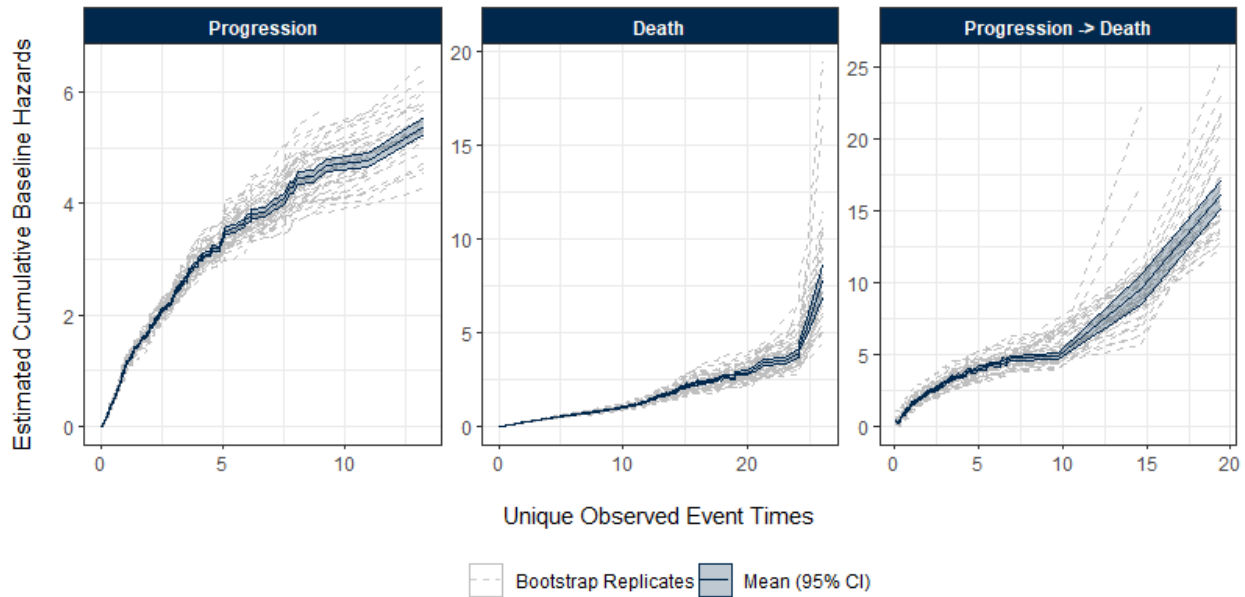 Progression
Death
Progression -> Death
Estimated Cumulative Baseline Hazards
6
4
2
0
20
15
10
5
0
25
20
15
10
5
0
0 5 10
0 10 20
0 5 10 15 20
Unique Observed Event Times
Bootstrap Replicates
Mean (95% CI)